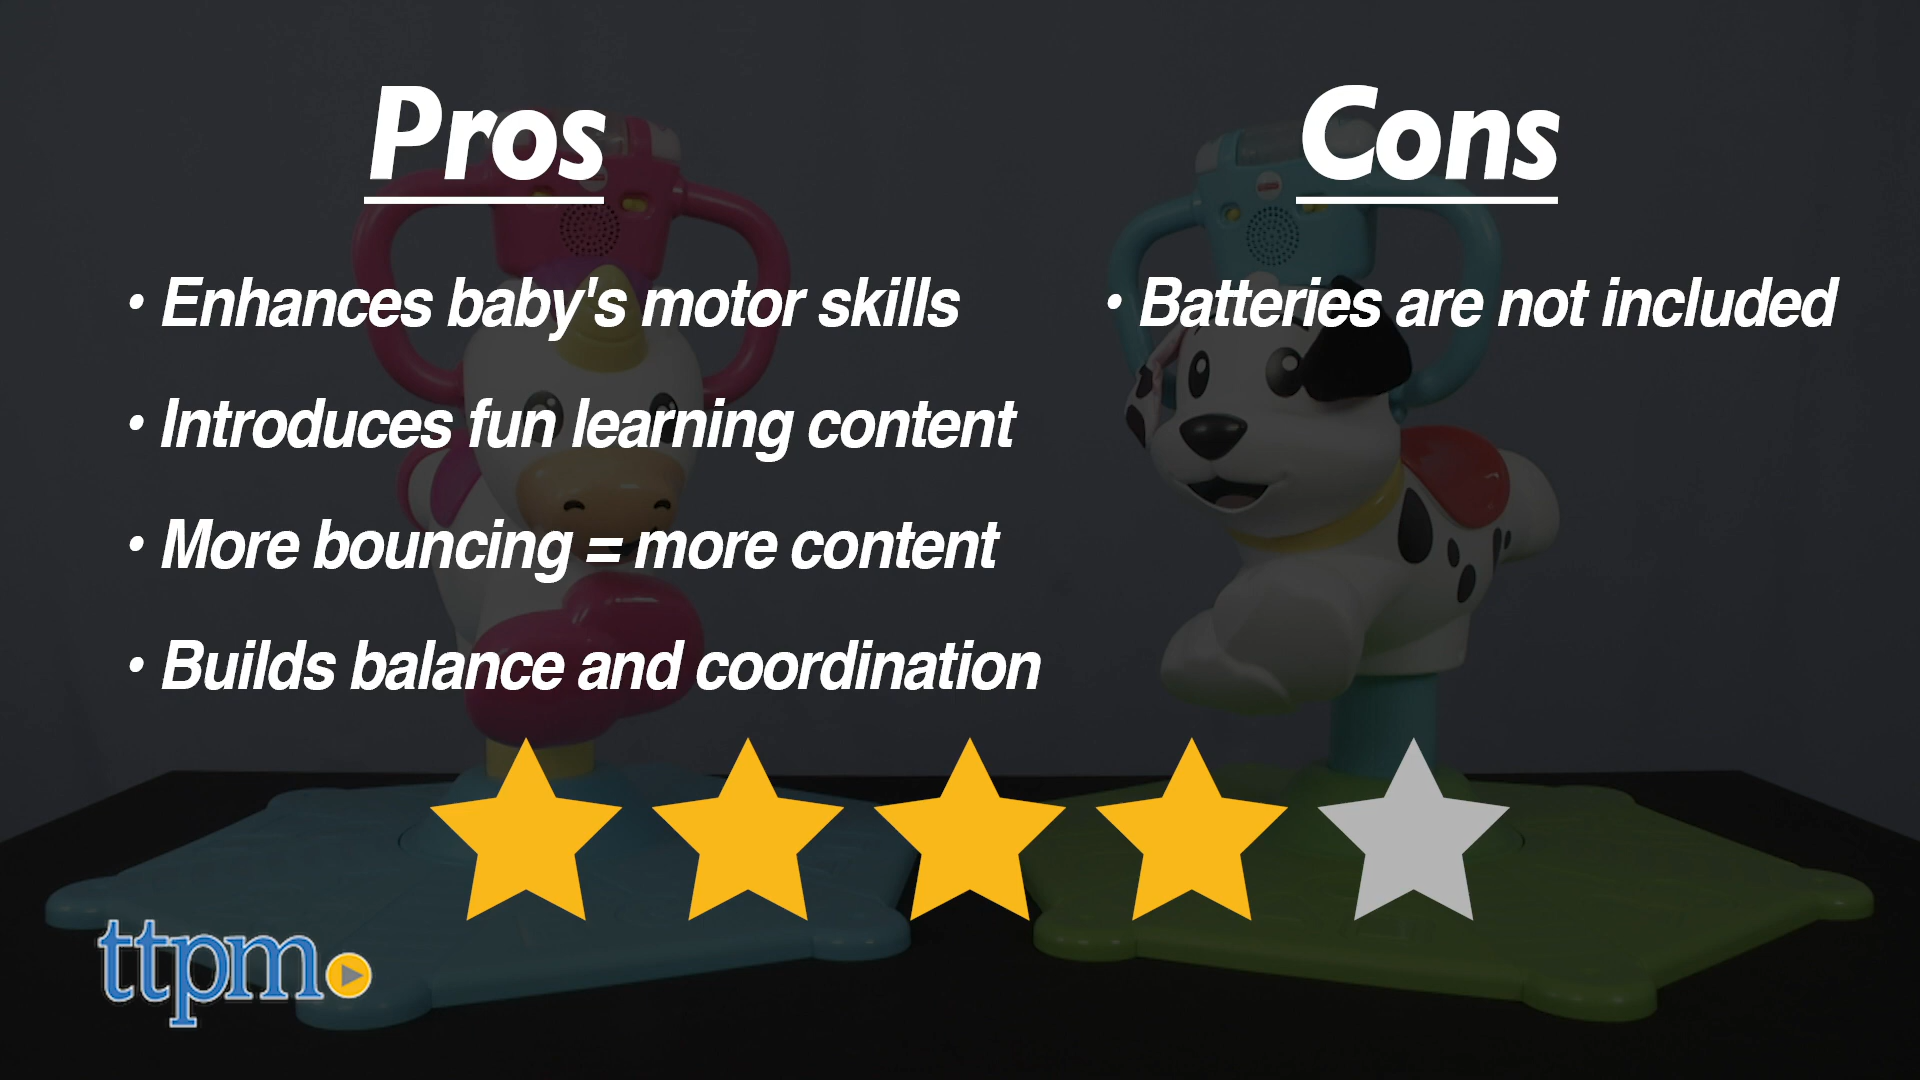 Pros
• Enhances baby's motor skills
• Introduces fun learning content
• More bouncing = more content
• Builds balance and coordination
Cons
• Batteries are not included
ttpm